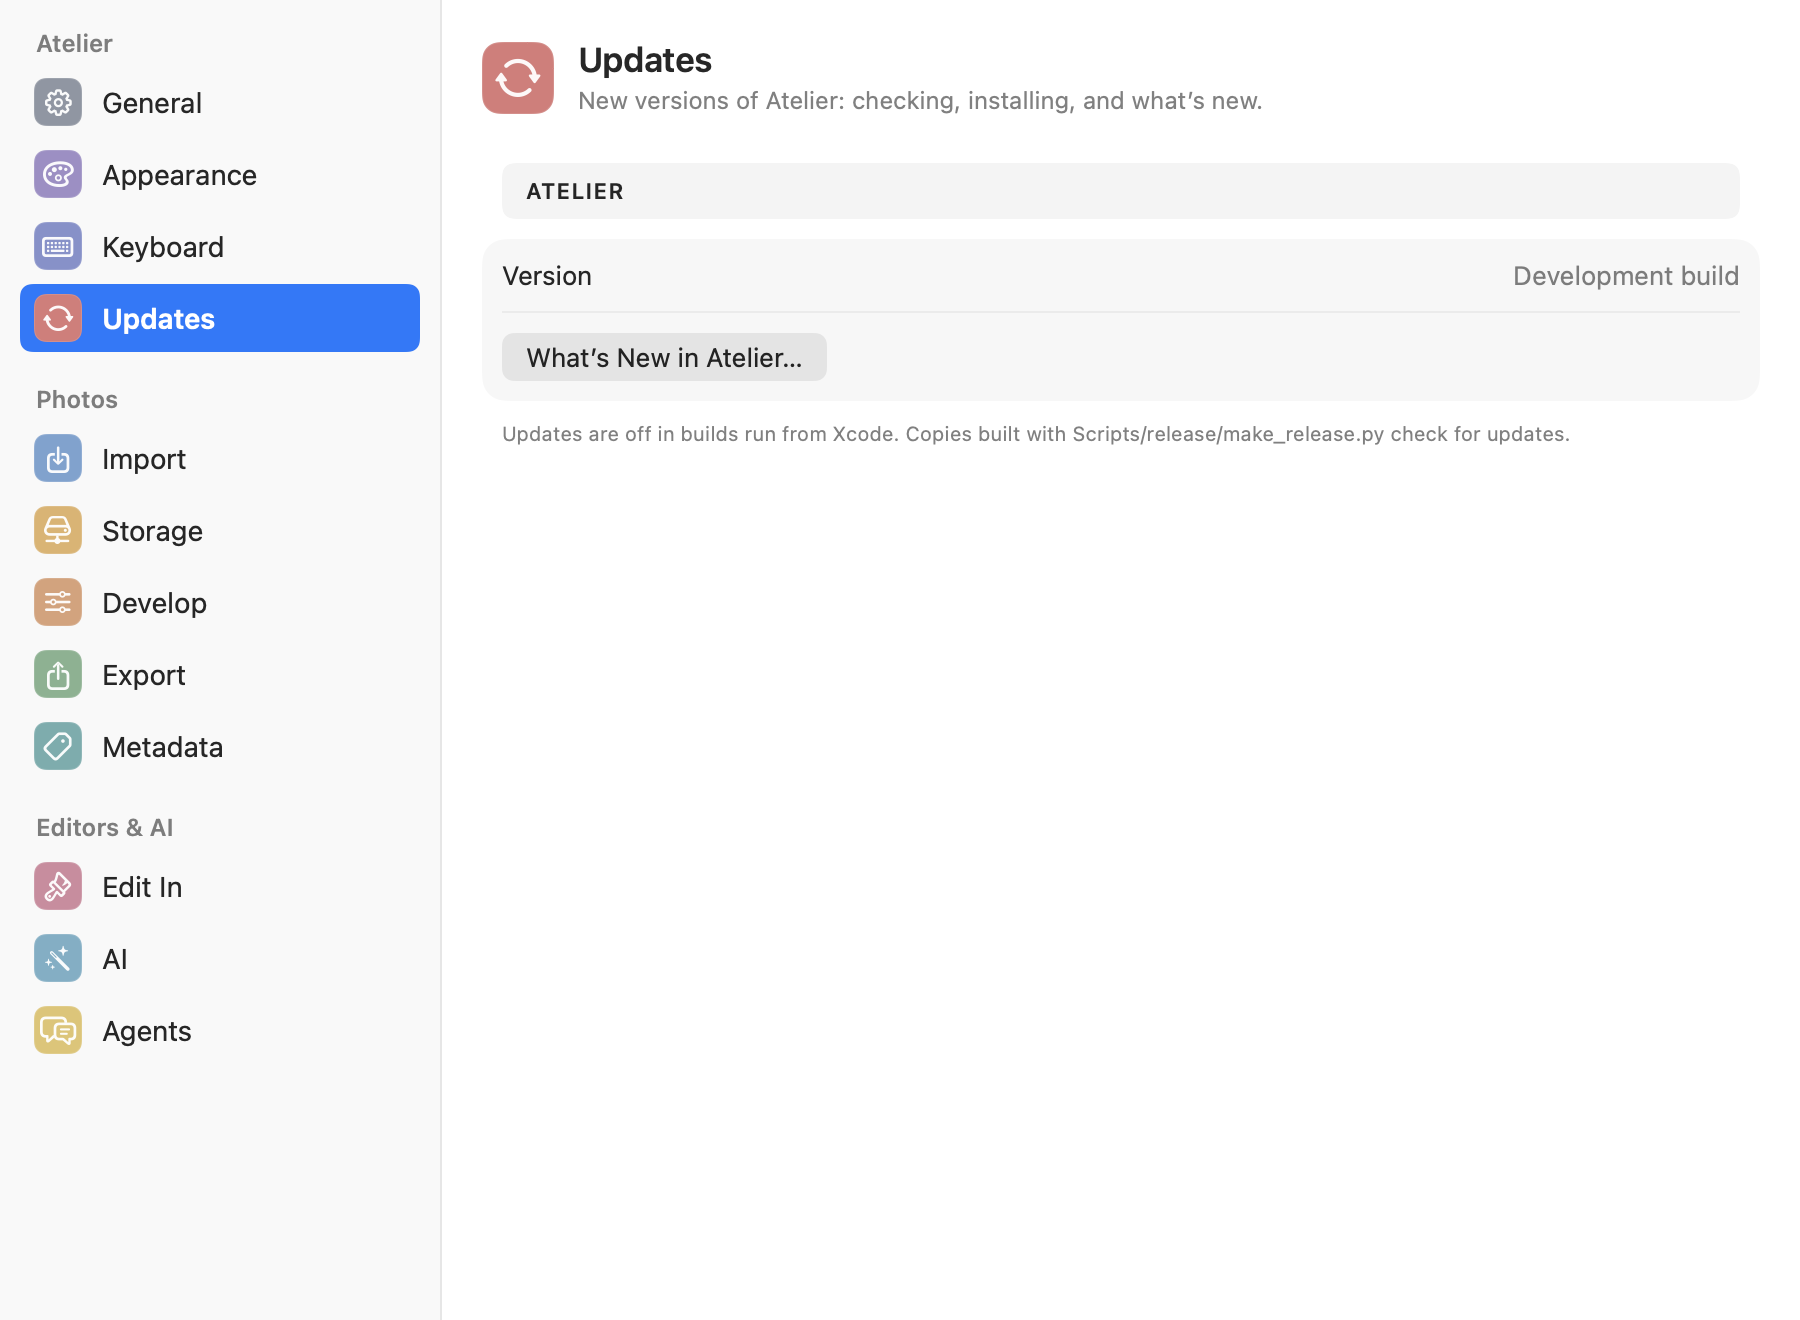 Atelier
General
Appearance
Keyboard
Updates
Photos
Import
Storage
Develop
Export
Metadata
Editors & AI
Edit In
AI
Agents
Updates
New versions of Atelier: checking, installing, and what’s new.
ATELIER
Version
Development build
What’s New in Atelier…
Updates are off in builds run from Xcode. Copies built with Scripts/release/make_release.py check for updates.